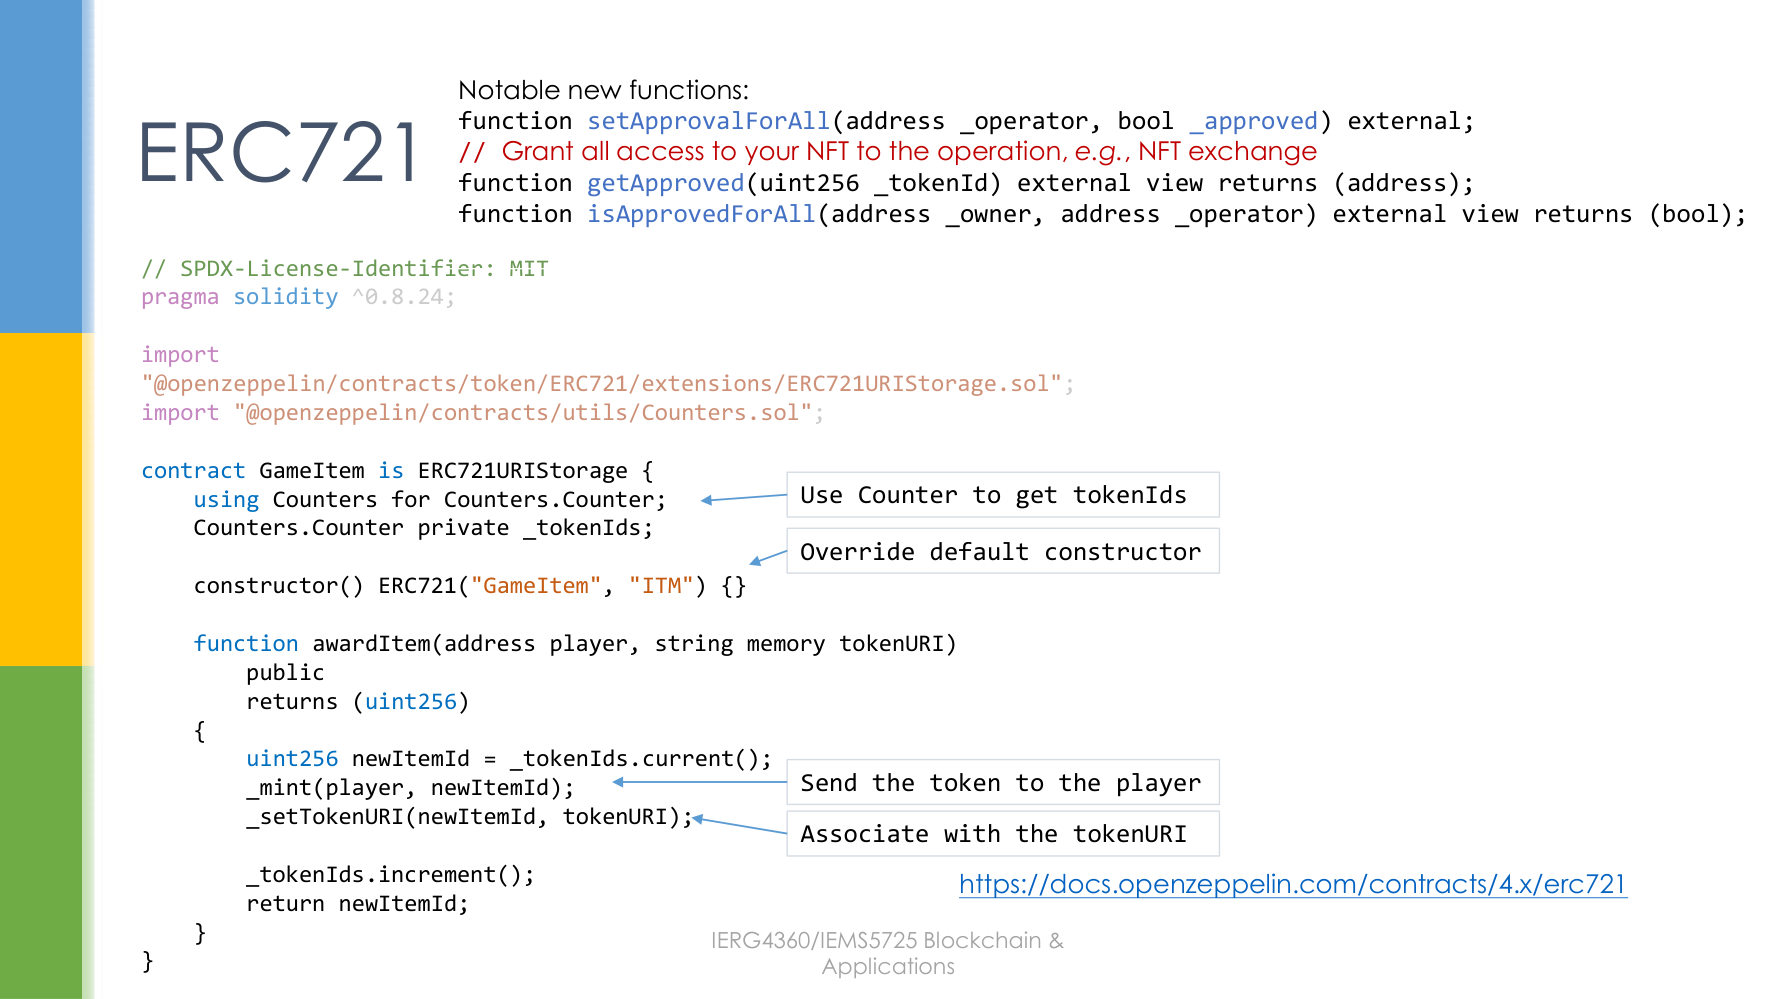 ERC721
Notable new functions:
function setApprovalForAll(address _operator, bool _approved) external;
// Grant all access to your NFT to the operation, e.g., NFT exchange
function getApproved(uint256 _tokenId) external view returns (address);
function isApprovedForAll(address _owner, address _operator) external view returns (bool);
// SPDX-License-Identifier: MIT
pragma solidity ^0.8.24;
import
"@openzeppelin/contracts/token/ERC721/extensions/ERC721URIStorage.sol";
import "@openzeppelin/contracts/utils/Counters.sol";
contract GameItem is ERC721URIStorage {
using Counters for Counters.Counter;
Use Counter to get tokenIds
Counters.Counter private _tokenIds;
Override default constructor
constructor() ERC721("GameItem", "ITM") {}
function awardItem(address player, string memory tokenURI)
public
returns (uint256)
{
uint256 newItemId = _tokenIds.current();
_mint(player, newItemId);
Send the token to the player
_setTokenURI(newItemId, tokenURI);
Associate with the tokenURI
_tokenIds.increment();
return newItemId;
}
}
https://docs.openzeppelin.com/contracts/4.x/erc721
IERG4360/IEMS5725 Blockchain &
Applications